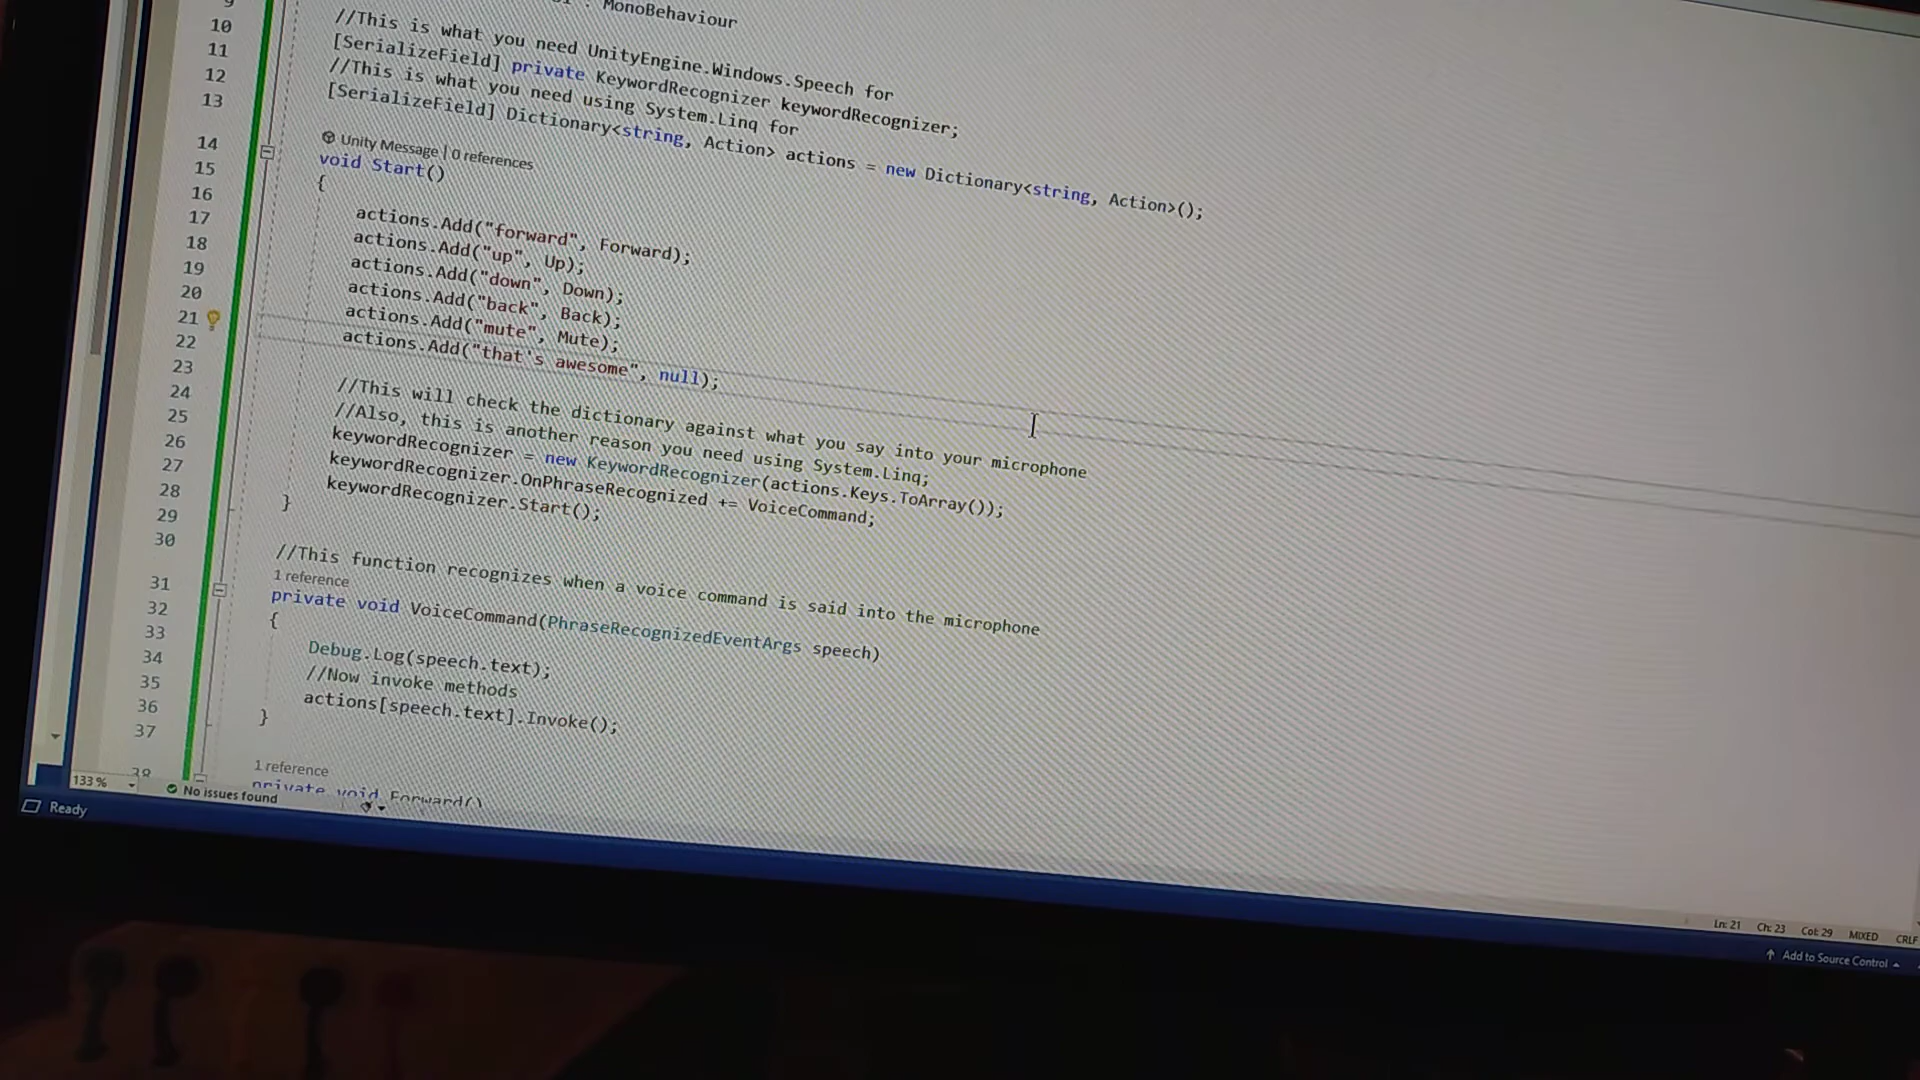 : MonoBehaviour
10
//This is what you need UnityEngine.Windows.Speech for
11
[SerializeField] private KeywordRecognizer keywordRecognizer;
12
//This is what you need using System.Linq for
13
[SerializeField] Dictionary<string, Action> actions = new Dictionary<string, Action>();
Unity Message | 0 references
14
void Start()
15
{
16
17
actions.Add("forward", Forward);
18
actions.Add("up", Up);
19
actions.Add("down", Down);
20
actions.Add("back", Back);
21
actions.Add("mute", Mute);
22
actions.Add("that's awesome", null);
23
24
//This will check the dictionary against what you say into your microphone
25
//Also, this is another reason you need using System.Linq;
26
keywordRecognizer = new KeywordRecognizer(actions.Keys.ToArray());
27
keywordRecognizer.OnPhraseRecognized += VoiceCommand;
28
keywordRecognizer.Start();
29
}
30
//This function recognizes when a voice command is said into the microphone
1 reference
31
private void VoiceCommand(PhraseRecognizedEventArgs speech)
32
{
33
Debug.Log(speech.text);
34
//Now invoke methods
35
actions[speech.text].Invoke();
36
}
37
1 reference
38
private void Forward()
133 %
No issues found
Ln: 21 Ch: 23 Col: 29 MIXED CRLF
Ready
Add to Source Control